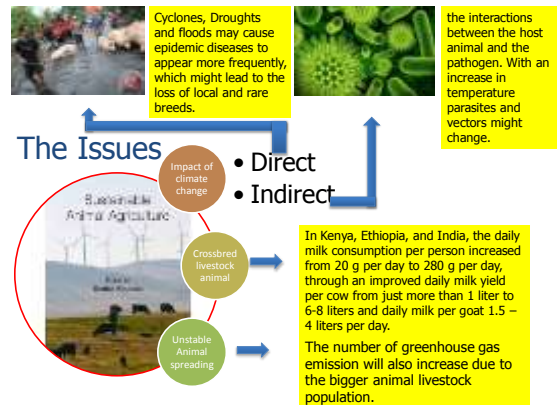 Cyclones, Droughts
and floods may cause
epidemic diseases to
appear more frequently,
which might lead to the
loss of local and rare
breeds.
the interactions
between the host
animal and the
pathogen. With an
increase in
temperature
parasites and
vectors might
change.
The Issues
• Direct
• Indirect
Impact of
climate
change
Sustainable
Animal Agriculture
Crossbred
livestock
animal
Unstable
Animal
spreading
In Kenya, Ethiopia, and India, the daily
milk consumption per person increased
from 20 g per day to 280 g per day,
through an improved daily milk yield
per cow from just more than 1 liter to
6-8 liters and daily milk per goat 1.5 –
4 liters per day.
The number of greenhouse gas
emission will also increase due to
the bigger animal livestock
population.